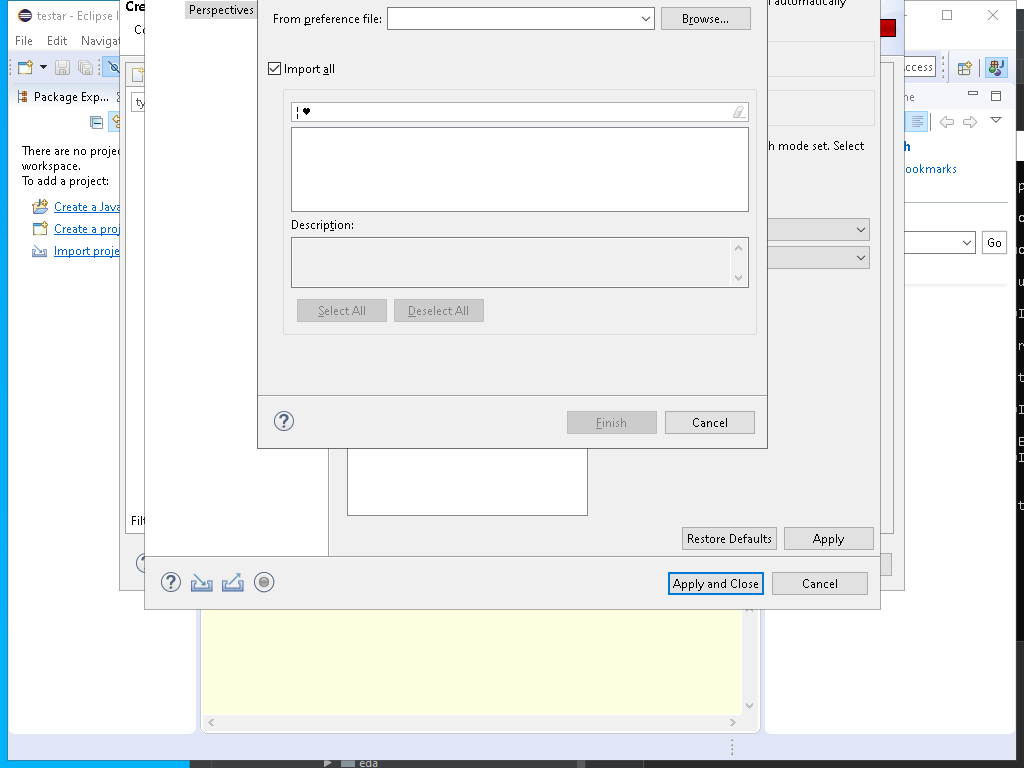 testar - Eclipse I
File Edit Navigat
Package Exp...
There are no projec
workspace.
To add a project:
Create a Java
Create a proj
Import proje
Cre
Perspectives
From preference file:
Browse...
Import all
¦ ♥
Description:
Select All
Deselect All
Finish
Cancel
automatically
h mode set. Select
ccess
ne
h
ookmarks
Go
Filt
Restore Defaults
Apply
Apply and Close
Cancel
eda